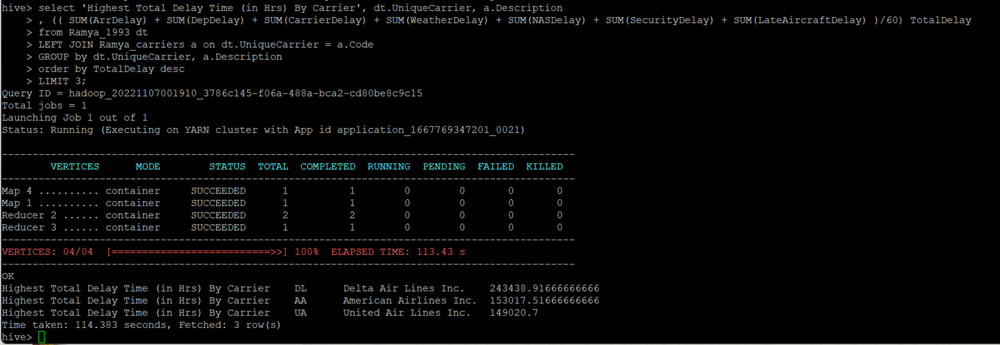 hive> select 'Highest Total Delay Time (in Hrs) By Carrier', dt.UniqueCarrier, a.Description
    > , (( SUM(ArrDelay) + SUM(DepDelay) + SUM(CarrierDelay) + SUM(WeatherDelay) + SUM(NASDelay) + SUM(SecurityDelay) + SUM(LateAircraftDelay) )/60) TotalDelay
    > from Ramya_1993 dt
    > LEFT JOIN Ramya_carriers a on dt.UniqueCarrier = a.Code
    > GROUP by dt.UniqueCarrier, a.Description
    > order by TotalDelay desc
    > LIMIT 3;
Query ID = hadoop_20221107001910_3786c145-f06a-488a-bca2-cd80be8c9c15
Total jobs = 1
Launching Job 1 out of 1
Status: Running (Executing on YARN cluster with App id application_1667769347201_0021)
----------------------------------------------------------------------------------------------
        VERTICES      MODE        STATUS  TOTAL  COMPLETED  RUNNING  PENDING  FAILED  KILLED
----------------------------------------------------------------------------------------------
Map 4 .......... container     SUCCEEDED      1          1        0        0       0       0
Map 1 .......... container     SUCCEEDED      1          1        0        0       0       0
Reducer 2 ...... container     SUCCEEDED      2          2        0        0       0       0
Reducer 3 ...... container     SUCCEEDED      1          1        0        0       0       0
----------------------------------------------------------------------------------------------
VERTICES: 04/04  [==========================>>] 100%  ELAPSED TIME: 113.43 s
----------------------------------------------------------------------------------------------
OK
Highest Total Delay Time (in Hrs) By Carrier    DL      Delta Air Lines Inc.    243438.91666666666
Highest Total Delay Time (in Hrs) By Carrier    AA      American Airlines Inc.  153017.51666666666
Highest Total Delay Time (in Hrs) By Carrier    UA      United Air Lines Inc.   149020.7
Time taken: 114.383 seconds, Fetched: 3 row(s)
hive>